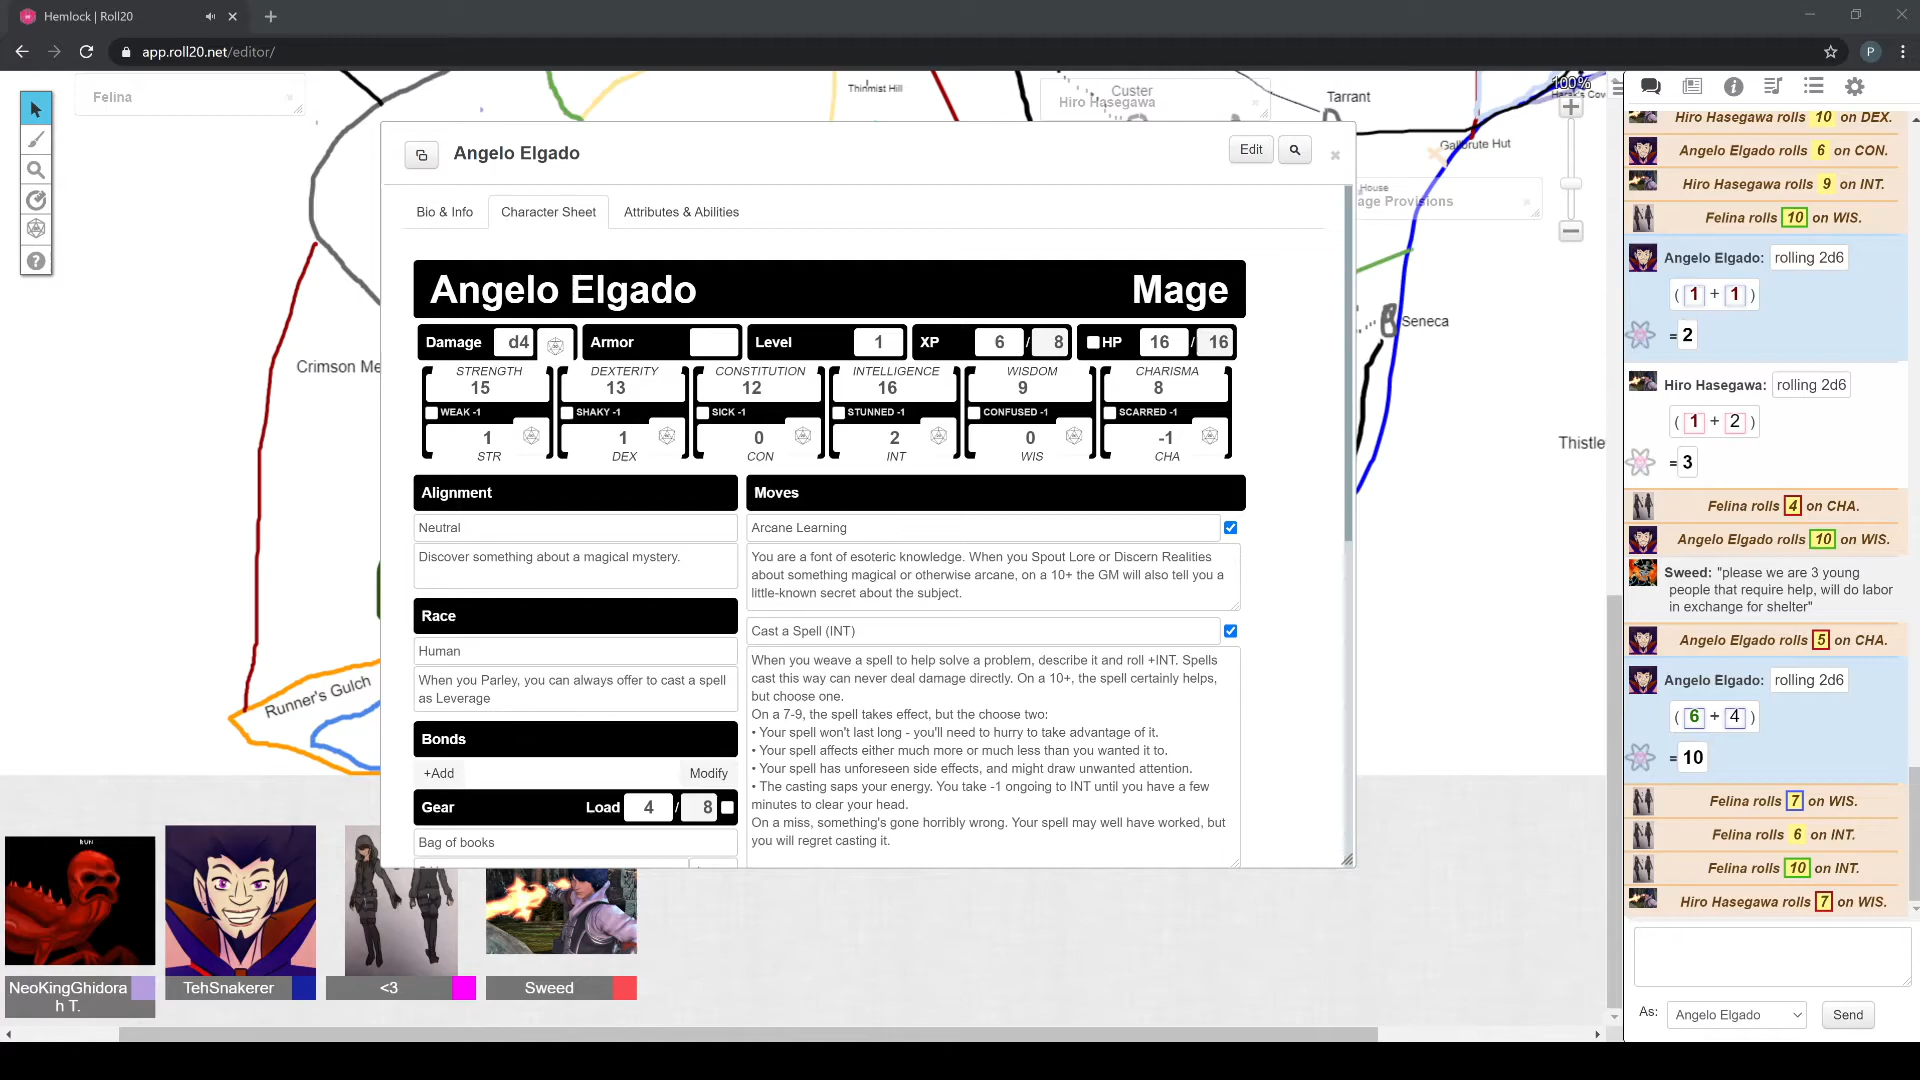 Hemlock | Roll20
app.roll20.net/editor/
P
Felina
Thinmist Hill
Custer
Hiro Hasegawa
Tarrant
100%
Gallbrute Hut
House
age Provisions
Seneca
Crimson Me
Thistle
Runner's Gulch
Angelo Elgado
Edit
Bio & Info
Character Sheet
Attributes & Abilities
Angelo Elgado
Mage
Damage d4
Armor
Level 1
XP 6 / 8
HP 16 / 16
STRENGTH
DEXTERITY
CONSTITUTION
INTELLIGENCE
WISDOM
CHARISMA
15
13
12
16
9
8
WEAK -1
SHAKY -1
SICK -1
STUNNED -1
CONFUSED -1
SCARRED -1
1
1
0
2
0
-1
STR
DEX
CON
INT
WIS
CHA
Alignment
Neutral
Discover something about a magical mystery.
Race
Human
When you Parley, you can always offer to cast a spell
as Leverage
Bonds
+Add
Modify
Gear
Load 4 / 8
Bag of books
Moves
Arcane Learning
You are a font of esoteric knowledge. When you Spout Lore or Discern Realities
about something magical or otherwise arcane, on a 10+ the GM will also tell you a
little-known secret about the subject.
Cast a Spell (INT)
When you weave a spell to help solve a problem, describe it and roll +INT. Spells
cast this way can never deal damage directly. On a 10+, the spell certainly helps,
but choose one.
On a 7-9, the spell takes effect, but the choose two:
• Your spell won't last long - you'll need to hurry to take advantage of it.
• Your spell affects either much more or much less than you wanted it to.
• Your spell has unforeseen side effects, and might draw unwanted attention.
• The casting saps your energy. You take -1 ongoing to INT until you have a few
minutes to clear your head.
On a miss, something's gone horribly wrong. Your spell may well have worked, but
you will regret casting it.
RUN
NeoKingGhidora
h T.
TehSnakerer
<3
Sweed
Hiro Hasegawa rolls 10 on DEX.
Angelo Elgado rolls 6 on CON.
Hiro Hasegawa rolls 9 on INT.
Felina rolls 10 on WIS.
Angelo Elgado: rolling 2d6
( 1 + 1 )
= 2
Hiro Hasegawa: rolling 2d6
( 1 + 2 )
= 3
Felina rolls 4 on CHA.
Angelo Elgado rolls 10 on WIS.
Sweed: "please we are 3 young
people that require help, will do labor
in exchange for shelter"
Angelo Elgado rolls 5 on CHA.
Angelo Elgado: rolling 2d6
( 6 + 4 )
= 10
Felina rolls 7 on WIS.
Felina rolls 6 on INT.
Felina rolls 10 on INT.
Hiro Hasegawa rolls 7 on WIS.
As: Angelo Elgado
Send